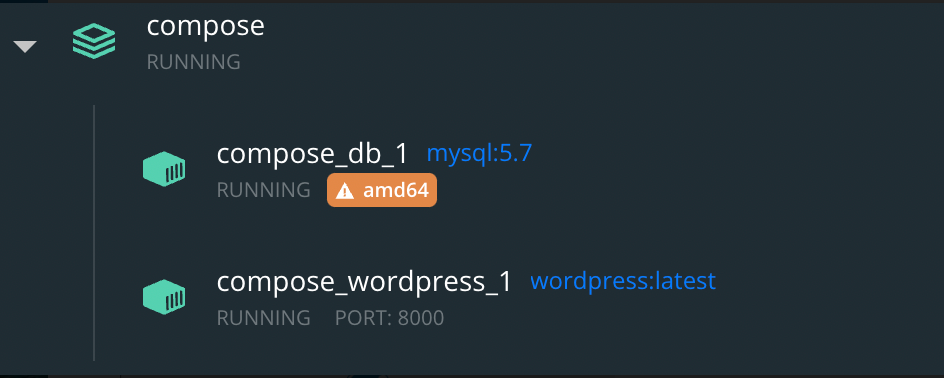 compose
RUNNING
compose_db_1 mysql:5.7
RUNNING amd64
compose_wordpress_1 wordpress:latest
RUNNING PORT: 8000